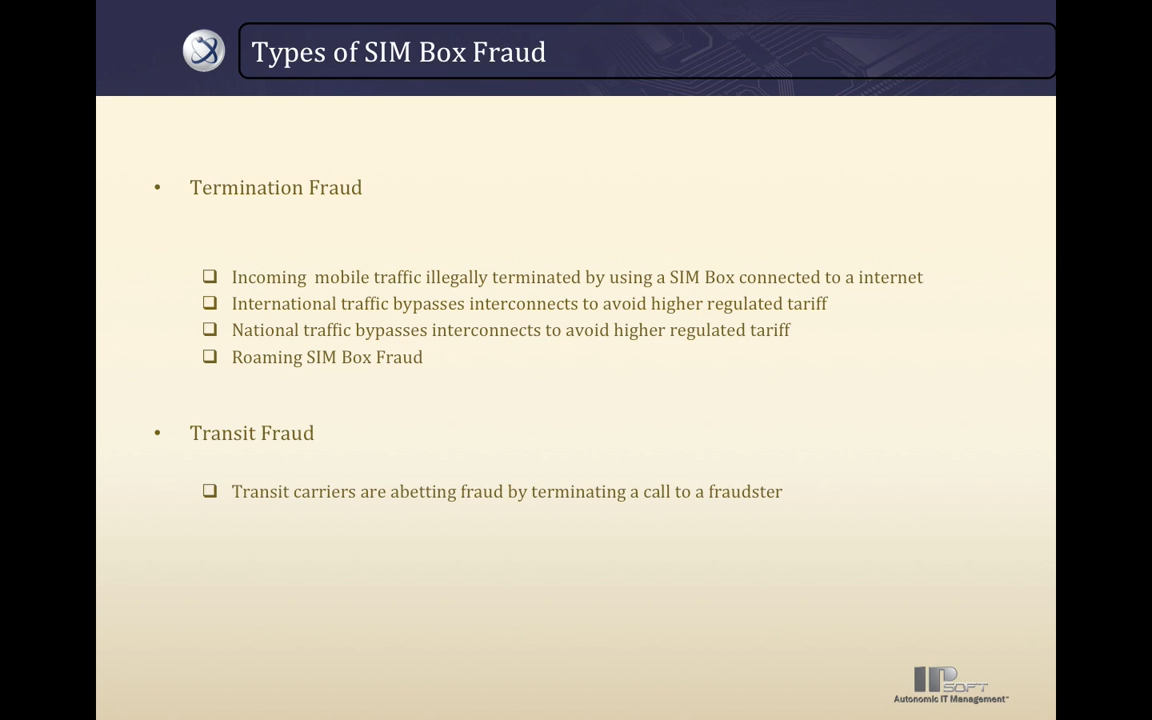 Types of SIM Box Fraud
• Termination Fraud
❑ Incoming  mobile traffic illegally terminated by using a SIM Box connected to a internet
❑ International traffic bypasses interconnects to avoid higher regulated tariff
❑ National traffic bypasses interconnects to avoid higher regulated tariff
❑ Roaming SIM Box Fraud
• Transit Fraud
❑ Transit carriers are abetting fraud by terminating a call to a fraudster
IPSOFT
Autonomic IT Management™